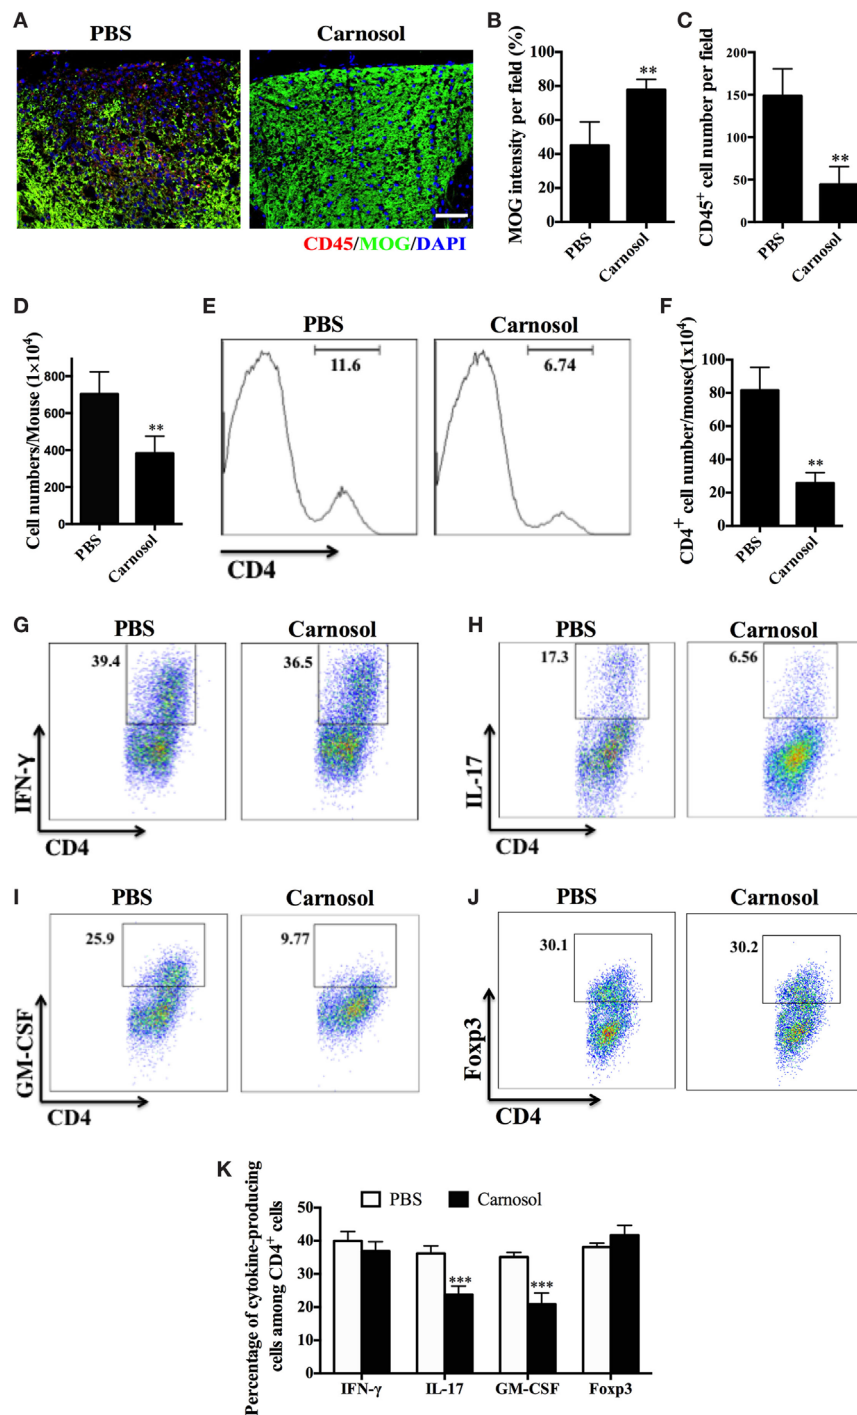 A
PBS
Carnosol
CD45/MOG/DAPI
B
MOG intensity per field (%)
100
80
60
40
20
0
**
PBS
Carnosol
C
CD45⁺ cell number per field
200
150
100
50
0
**
PBS
Carnosol
D
Cell numbers/Mouse (1×10⁴)
800
600
400
200
0
**
PBS
Carnosol
E
PBS
Carnosol
11.6
6.74
CD4
F
CD4⁺ cell number/mouse(1x10⁴)
100
80
60
40
20
0
**
PBS
Carnosol
G
PBS
Carnosol
39.4
36.5
IFN-γ
CD4
H
PBS
Carnosol
17.3
6.56
IL-17
CD4
I
PBS
Carnosol
25.9
9.77
GM-CSF
CD4
J
PBS
Carnosol
30.1
30.2
Foxp3
CD4
K
Percentage of cytokine-producing
cells among CD4⁺ cells
PBS
Carnosol
50
40
30
20
10
0
***
***
IFN-γ
IL-17
GM-CSF
Foxp3